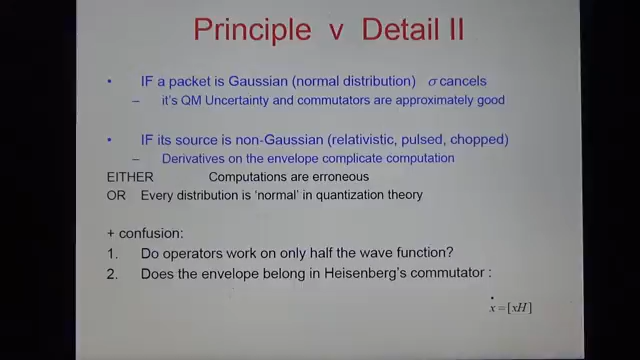 Principle v Detail II
• IF a packet is Gaussian (normal distribution) σ cancels
– it's QM Uncertainty and commutators are approximately good
• IF its source is non-Gaussian (relativistic, pulsed, chopped)
– Derivatives on the envelope complicate computation
EITHER Computations are erroneous
OR Every distribution is 'normal' in quantization theory
+ confusion:
1. Do operators work on only half the wave function?
2. Does the envelope belong in Heisenberg's commutator :
ẋ = [xH]